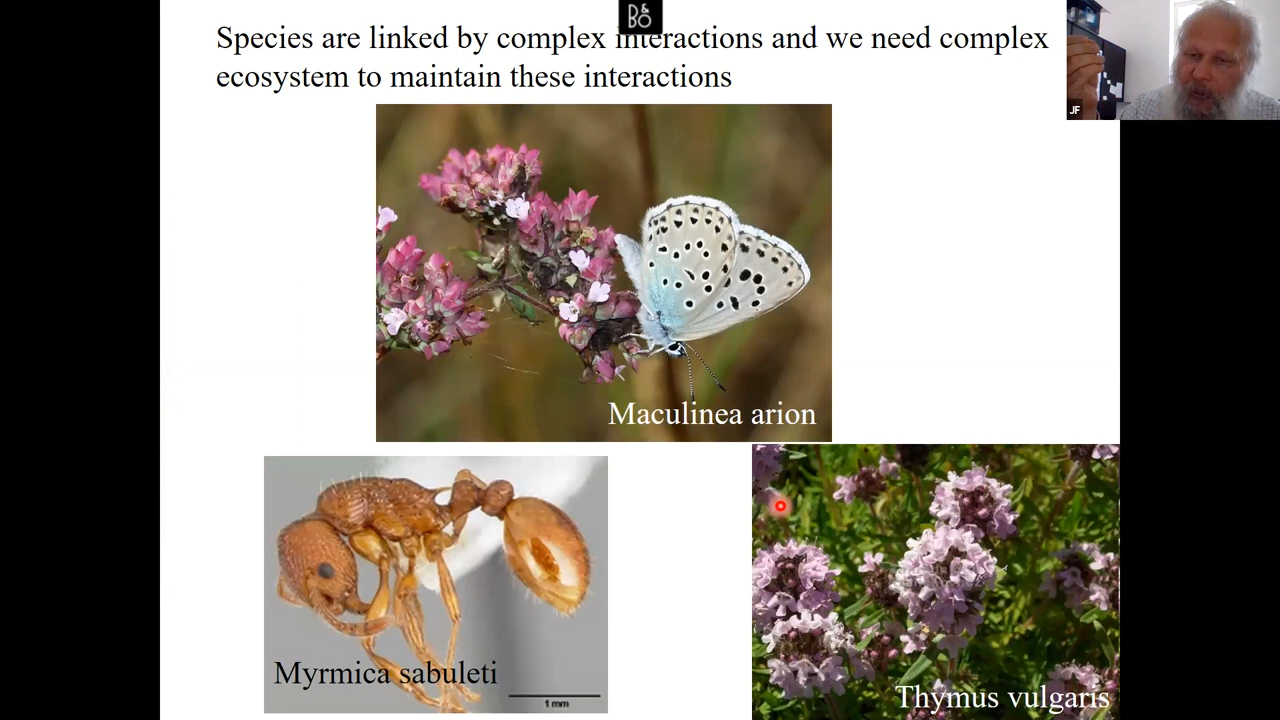 B&
BO
Species are linked by complex interactions and we need complex
ecosystem to maintain these interactions
JF
Maculinea arion
Myrmica sabuleti
1 mm
Thymus vulgaris